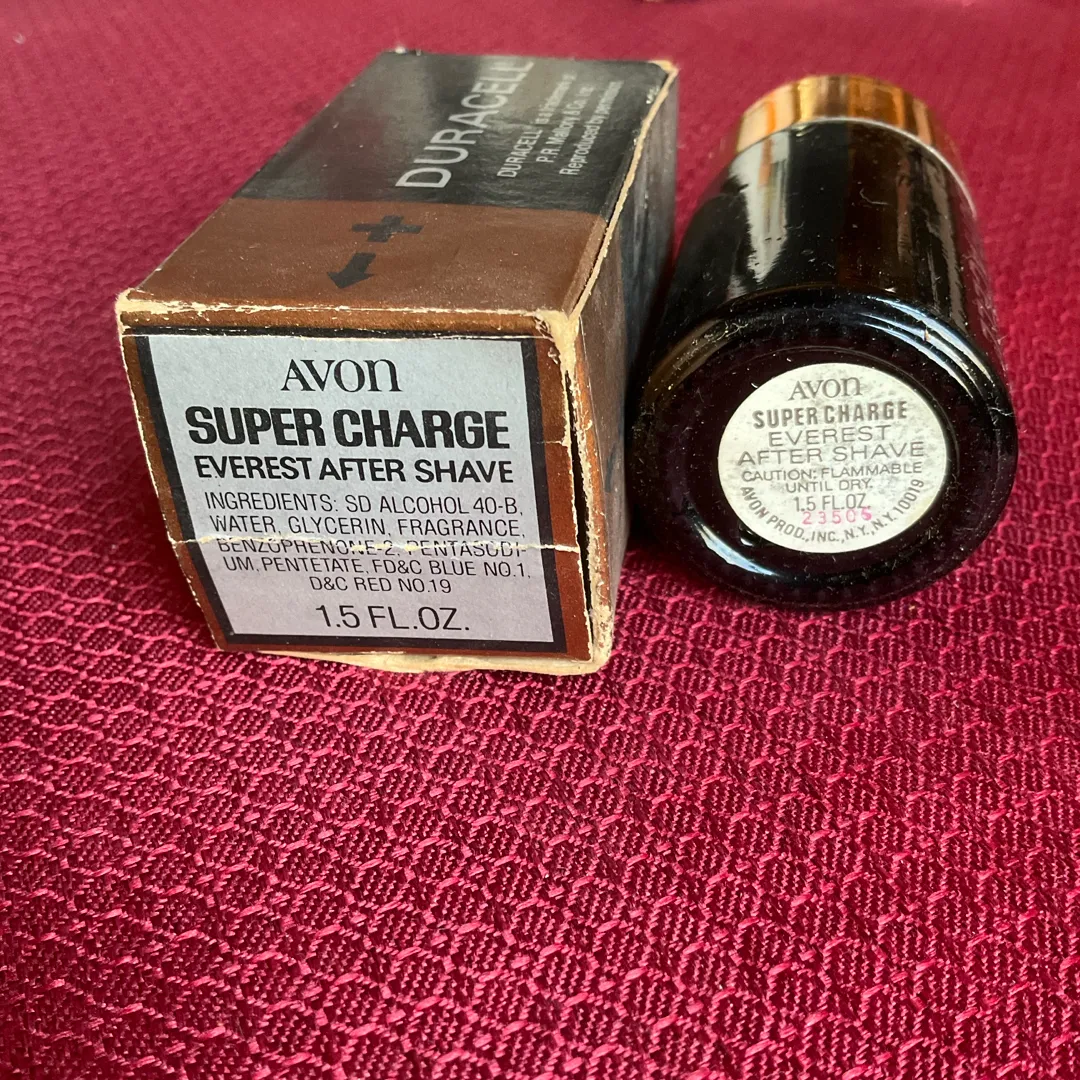 DURACELL
DURACELL is a trademark of
P.R. Mallory & Co. Inc.
Reproduced by permission
+
AVON
SUPER CHARGE
EVEREST AFTER SHAVE
INGREDIENTS: SD ALCOHOL 40-B,
WATER, GLYCERIN, FRAGRANCE,
BENZOPHENONE-2, PENTASODI-
UM, PENTETATE, FD&C BLUE NO.1,
D&C RED NO.19
1.5 FL.OZ.
AVON
SUPER CHARGE
EVEREST
AFTER SHAVE
CAUTION: FLAMMABLE
UNTIL DRY.
1.5 FL.OZ.
23505
AVON PROD., INC., N.Y., N.Y. 10019